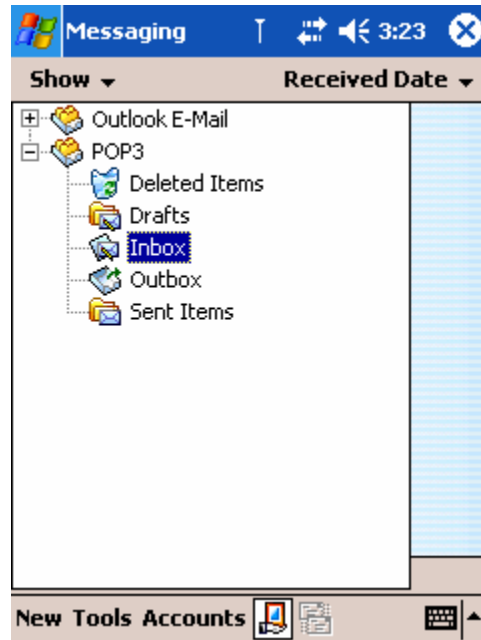 Messaging 3:23
Show Received Date
Outlook E-Mail
POP3
Deleted Items
Drafts
Inbox
Outbox
Sent Items
New Tools Accounts